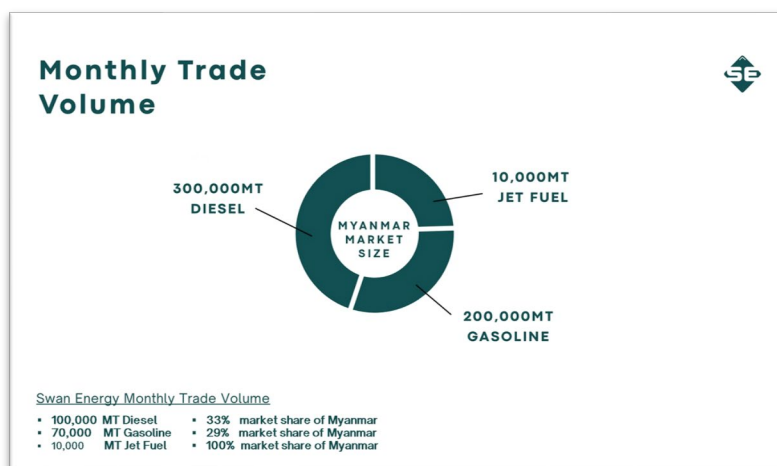 Monthly Trade
Volume
SE
300,000MT
DIESEL
10,000MT
JET FUEL
MYANMAR
MARKET
SIZE
200,000MT
GASOLINE
Swan Energy Monthly Trade Volume
▪ 100,000 MT Diesel ▪ 33% market share of Myanmar
▪ 70,000 MT Gasoline ▪ 29% market share of Myanmar
▪ 10,000 MT Jet Fuel ▪ 100% market share of Myanmar